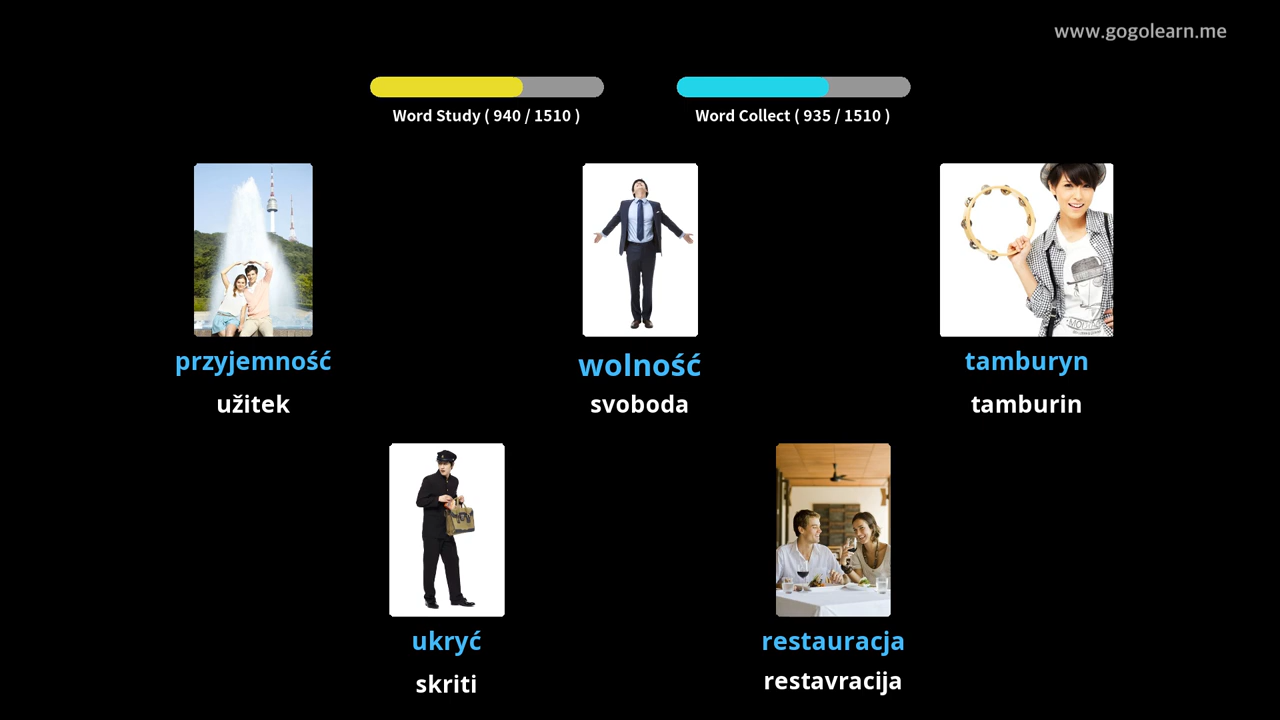 www.gogolearn.me
Word Study ( 940 / 1510 )
Word Collect ( 935 / 1510 )
przyjemność
wolność
tamburyn
užitek
svoboda
tamburin
ukryć
restauracja
skriti
restavracija